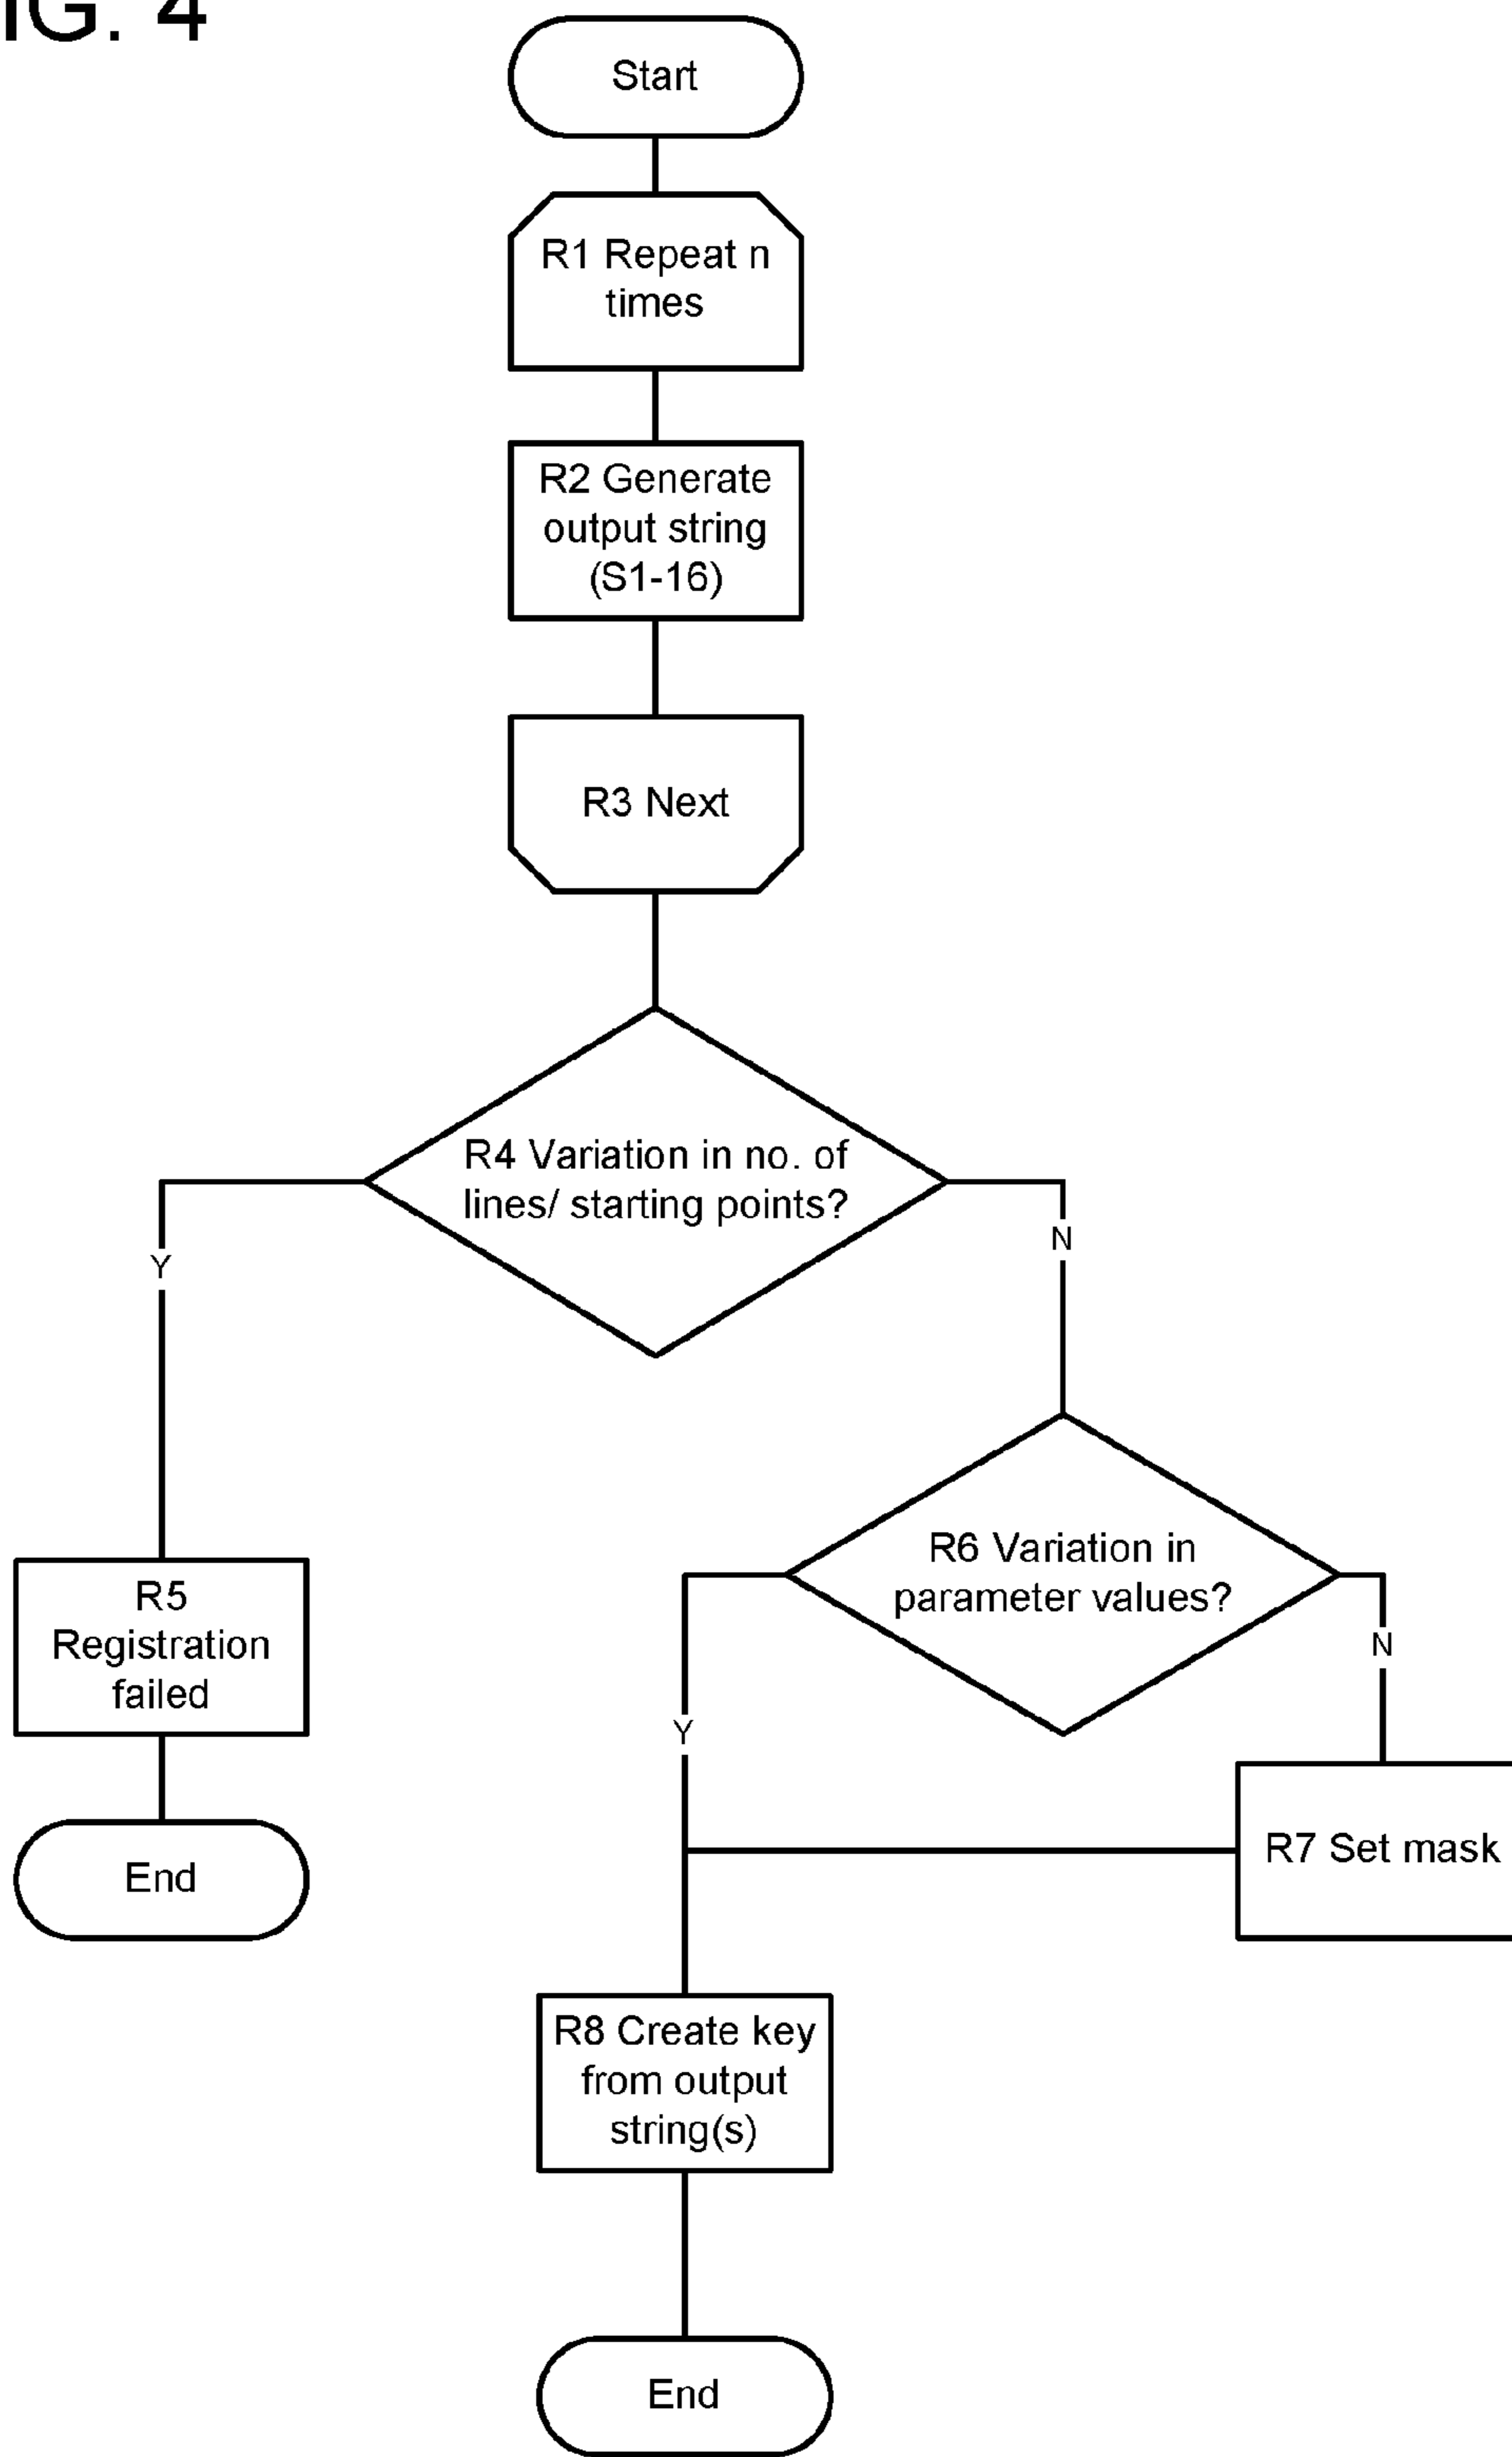 IG. 4
Start
R1 Repeat n
times
R2 Generate
output string
(S1-16)
R3 Next
R4 Variation in no. of
lines/ starting points?
Y
N
R6 Variation in
parameter values?
R5
Registration
failed
N
Y
R7 Set mask
End
R8 Create key
from output
string(s)
End